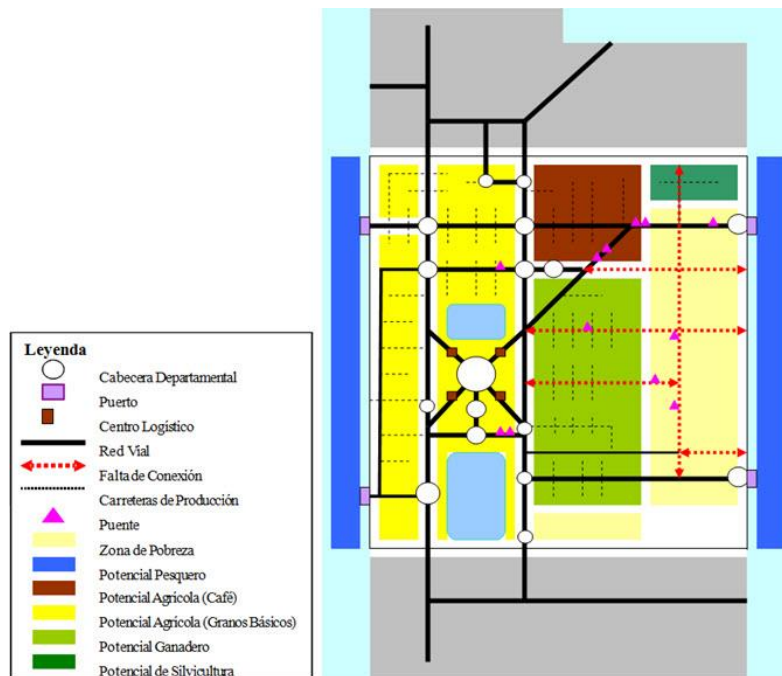 Leyenda
Cabecera Departamental
Puerto
Centro Logístico
Red Vial
Falta de Conexión
Carreteras de Producción
Puente
Zona de Pobreza
Potencial Pesquero
Potencial Agrícola (Café)
Potencial Agrícola (Granos Básicos)
Potencial Ganadero
Potencial de Silvicultura